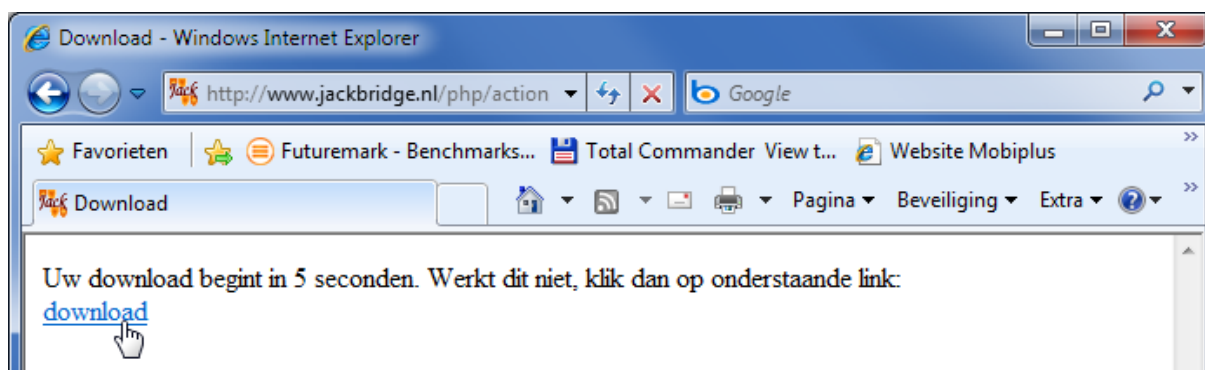 Download - Windows Internet Explorer
Jack http://www.jackbridge.nl/php/action Google
Favorieten Futuremark - Benchmarks... Total Commander View t... Website Mobiplus
Jack Download Pagina Beveiliging Extra
Uw download begint in 5 seconden. Werkt dit niet, klik dan op onderstaande link:
download